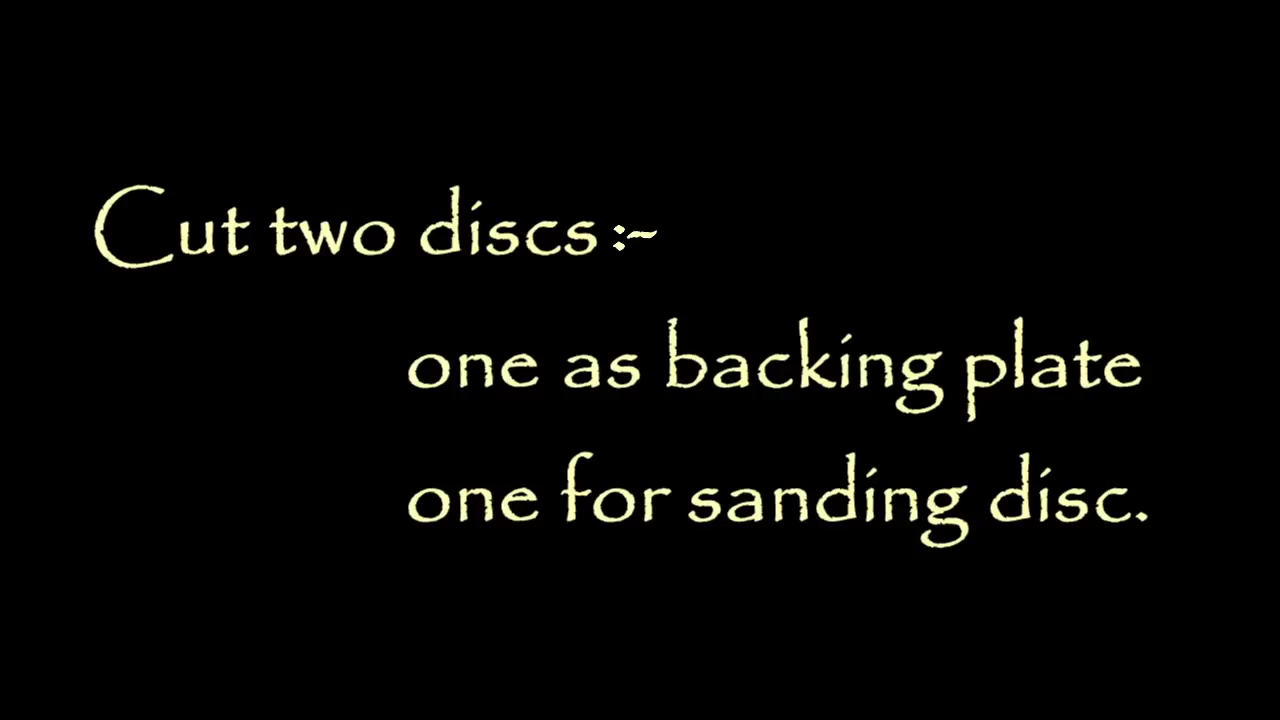 Cut two discs :~
one as backing plate
one for sanding disc.